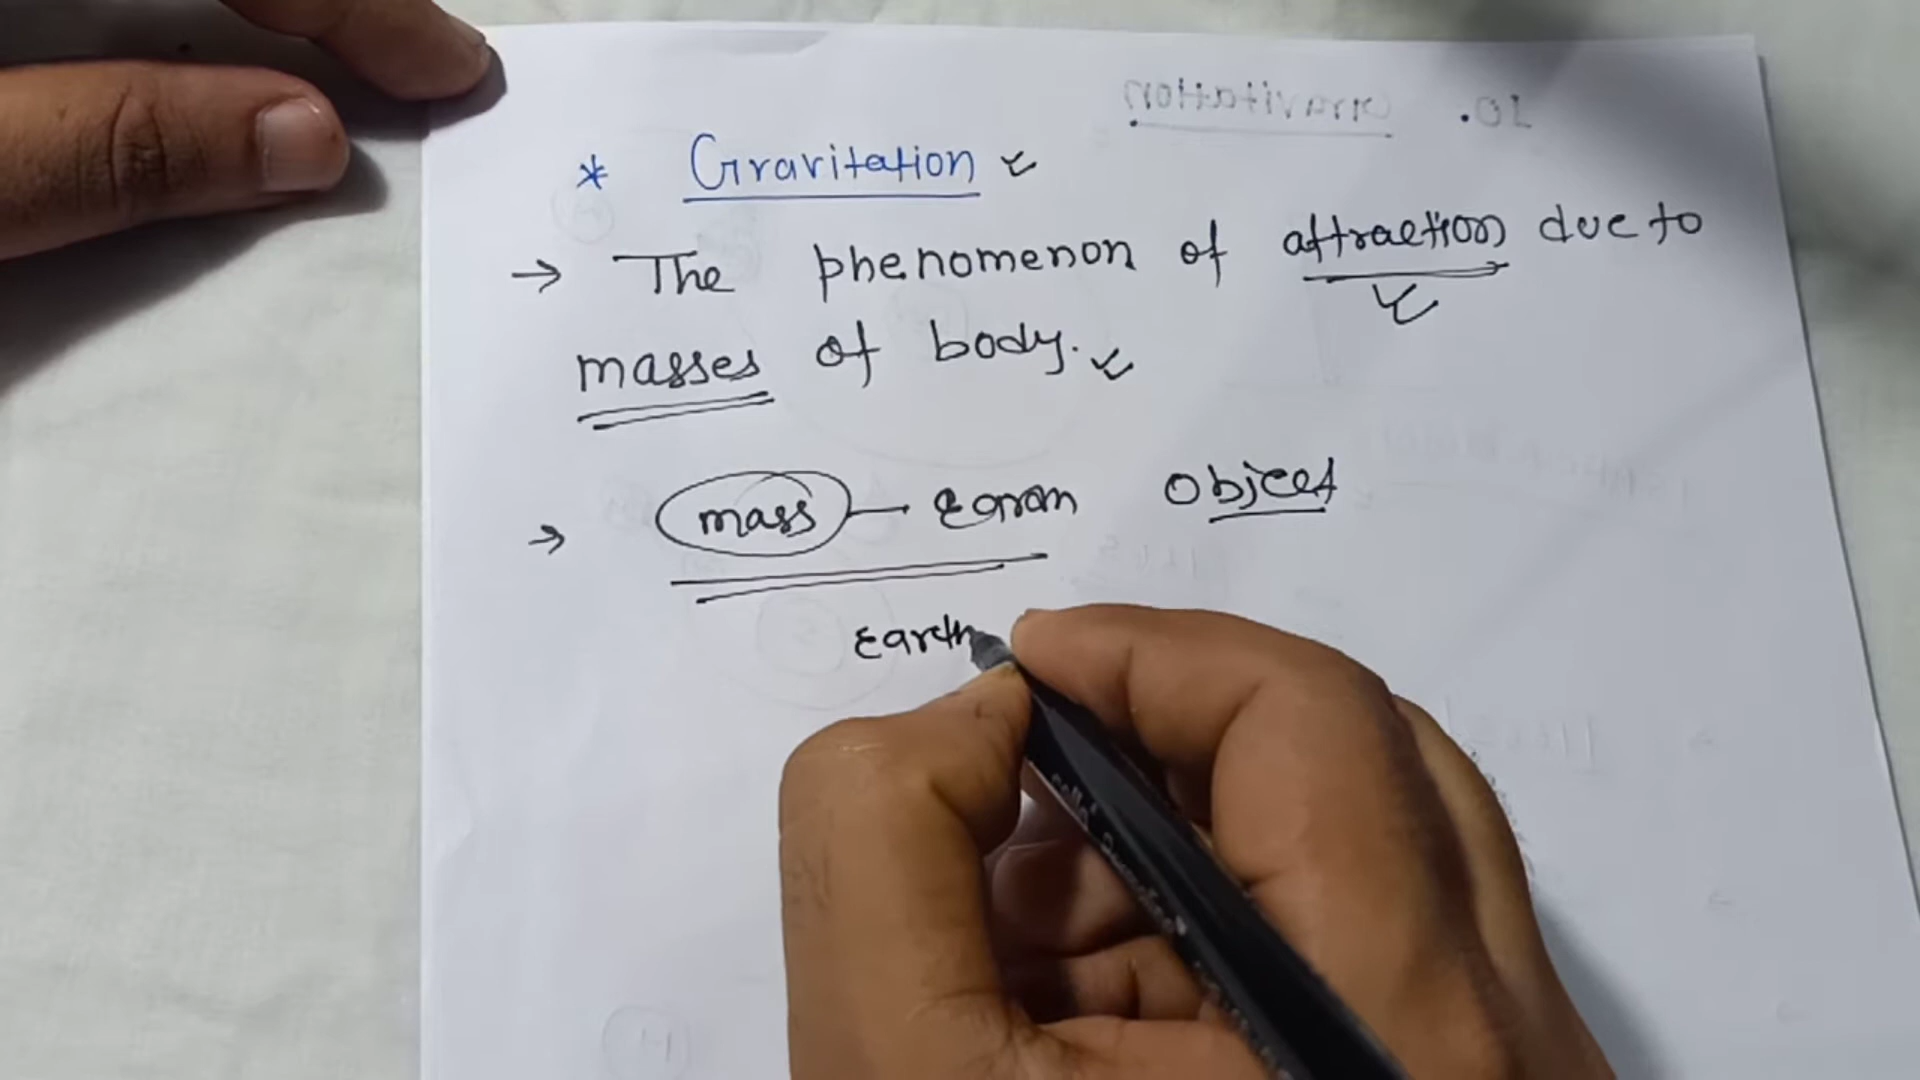 * Gravitation
→ The phenomenon of attraction due to
masses of body.
→ mass — Object
Earth